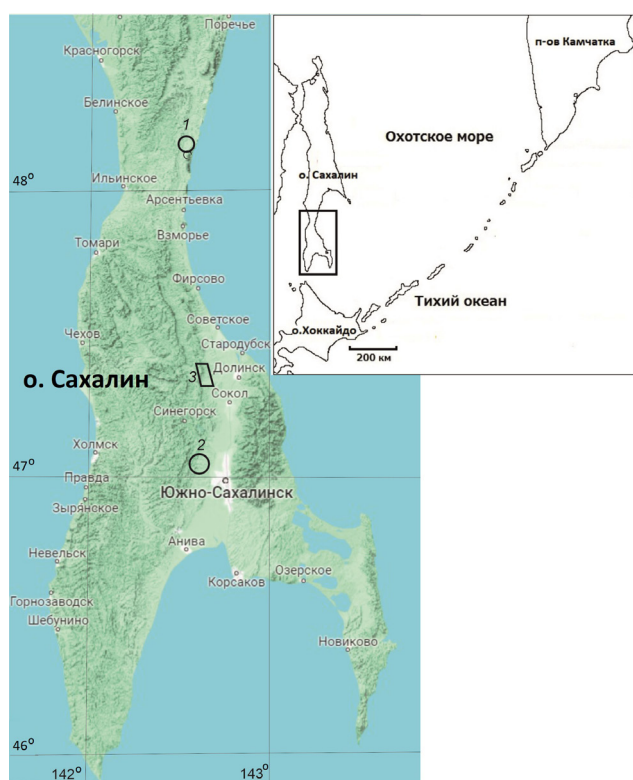 Поречье
Красногорск
Белинское
1
Ильинское
48°
Арсентьевка
Взморье
Томари
Фирсово
Советское
Чехов
Стародубск
о. Сахалин
3
Долинск
Сокол
Синегорск
Холмск
2
47°
Правда
Южно-Сахалинск
Зырянское
Анива
Невельск
Озерское
Корсаков
Горнозаводск
Шебунино
Новиково
46°
142°
143°
п-ов Камчатка
Охотское море
о. Сахалин
Тихий океан
о.Хоккайдо
200 км